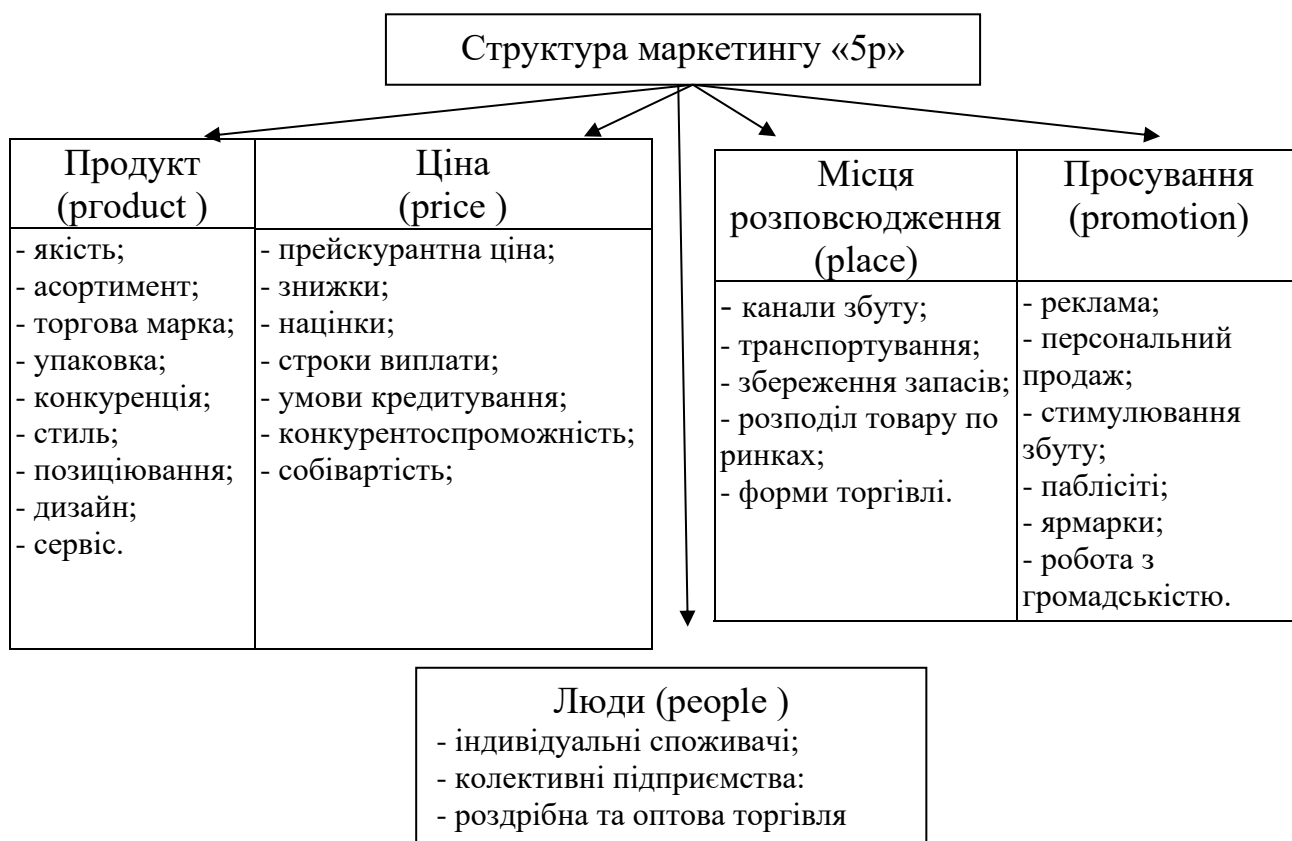 Структура маркетингу «5р»
Продукт
(product )
- якість;
- асортимент;
- торгова марка;
- упаковка;
- конкуренція;
- стиль;
- позиціювання;
- дизайн;
- сервіс.
Ціна
(price )
- прейскурантна ціна;
- знижки;
- націнки;
- строки виплати;
- умови кредитування;
- конкурентоспроможність;
- собівартість;
Місця
розповсюдження
(place)
- канали збуту;
- транспортування;
- збереження запасів;
- розподіл товару по
ринках;
- форми торгівлі.
Просування
(promotion)
- реклама;
- персональний
продаж;
- стимулювання
збуту;
- паблісіті;
- ярмарки;
- робота з
громадськістю.
Люди (people )
- індивідуальні споживачі;
- колективні підприємства:
- роздрібна та оптова торгівля